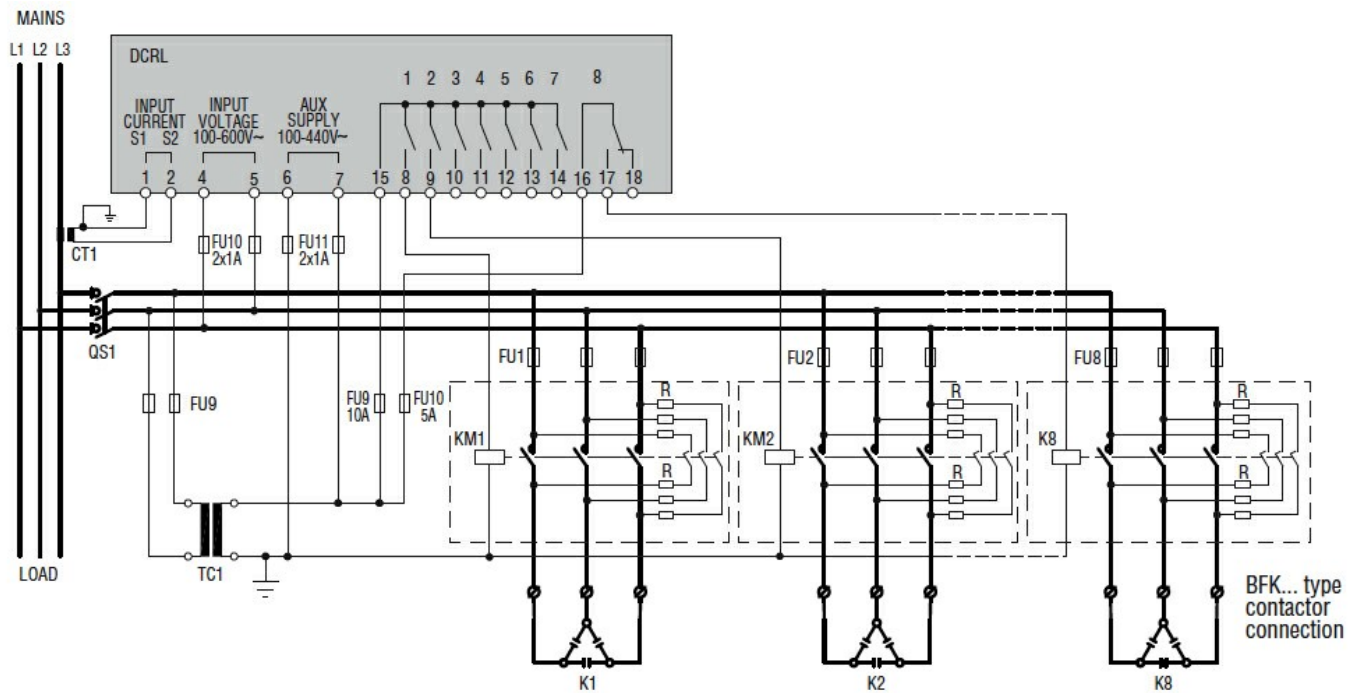 MAINS
L1 L2 L3
DCRL
1 2 3 4 5 6 7 8
INPUT CURRENT
S1 S2
INPUT VOLTAGE
100-600V~
AUX SUPPLY
100-440V~
1 2 4 5 6 7 15 8 9 10 11 12 13 14 16 17 18
CT1
FU10
2x1A
FU11
2x1A
QS1
FU1
FU2
FU8
FU9
FU9
10A
FU10
5A
R
R
R
KM1
KM2
K8
R
R
R
LOAD
TC1
BFK... type
contactor
connection
K1
K2
K8